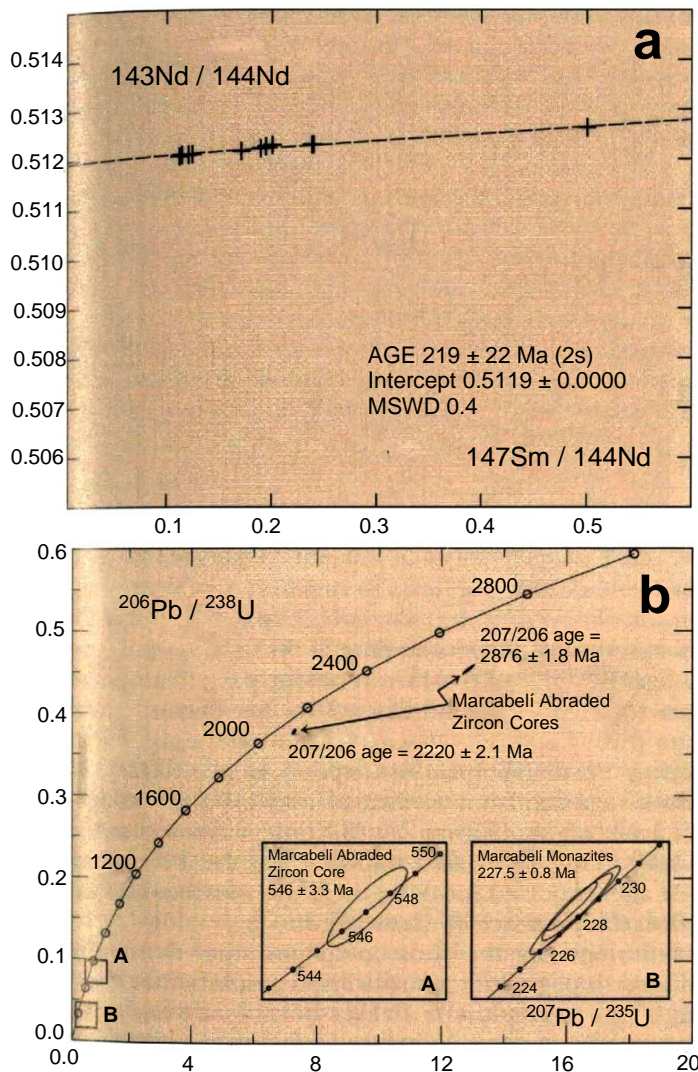 a
143Nd / 144Nd
0.514
0.513
0.512
0.511
0.510
0.509
0.508
0.507
0.506
AGE 219 ± 22 Ma (2s)
Intercept 0.5119 ± 0.0000
MSWD 0.4
147Sm / 144Nd
0.1 0.2 0.3 0.4 0.5
b
206Pb / 238U
0.6
0.5
0.4
0.3
0.2
0.1
0.0
2800
2400
2000
1600
1200
207/206 age =
2876 ± 1.8 Ma
Marcabelí Abraded
Zircon Cores
207/206 age = 2220 ± 2.1 Ma
A
B
Marcabelí Abraded
Zircon Core
546 ± 3.3 Ma
550
548
546
544
A
Marcabelí Monazites
227.5 ± 0.8 Ma
230
228
226
224
B
207Pb / 235U
0.0 4 8 12 16 20